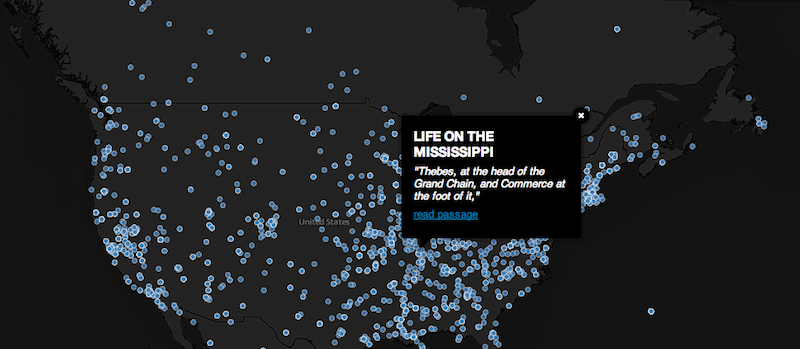 LIFE ON THE
MISSISSIPPI
"Thebes, at the head of the
Grand Chain, and Commerce at
the foot of it,"
read passage
United States